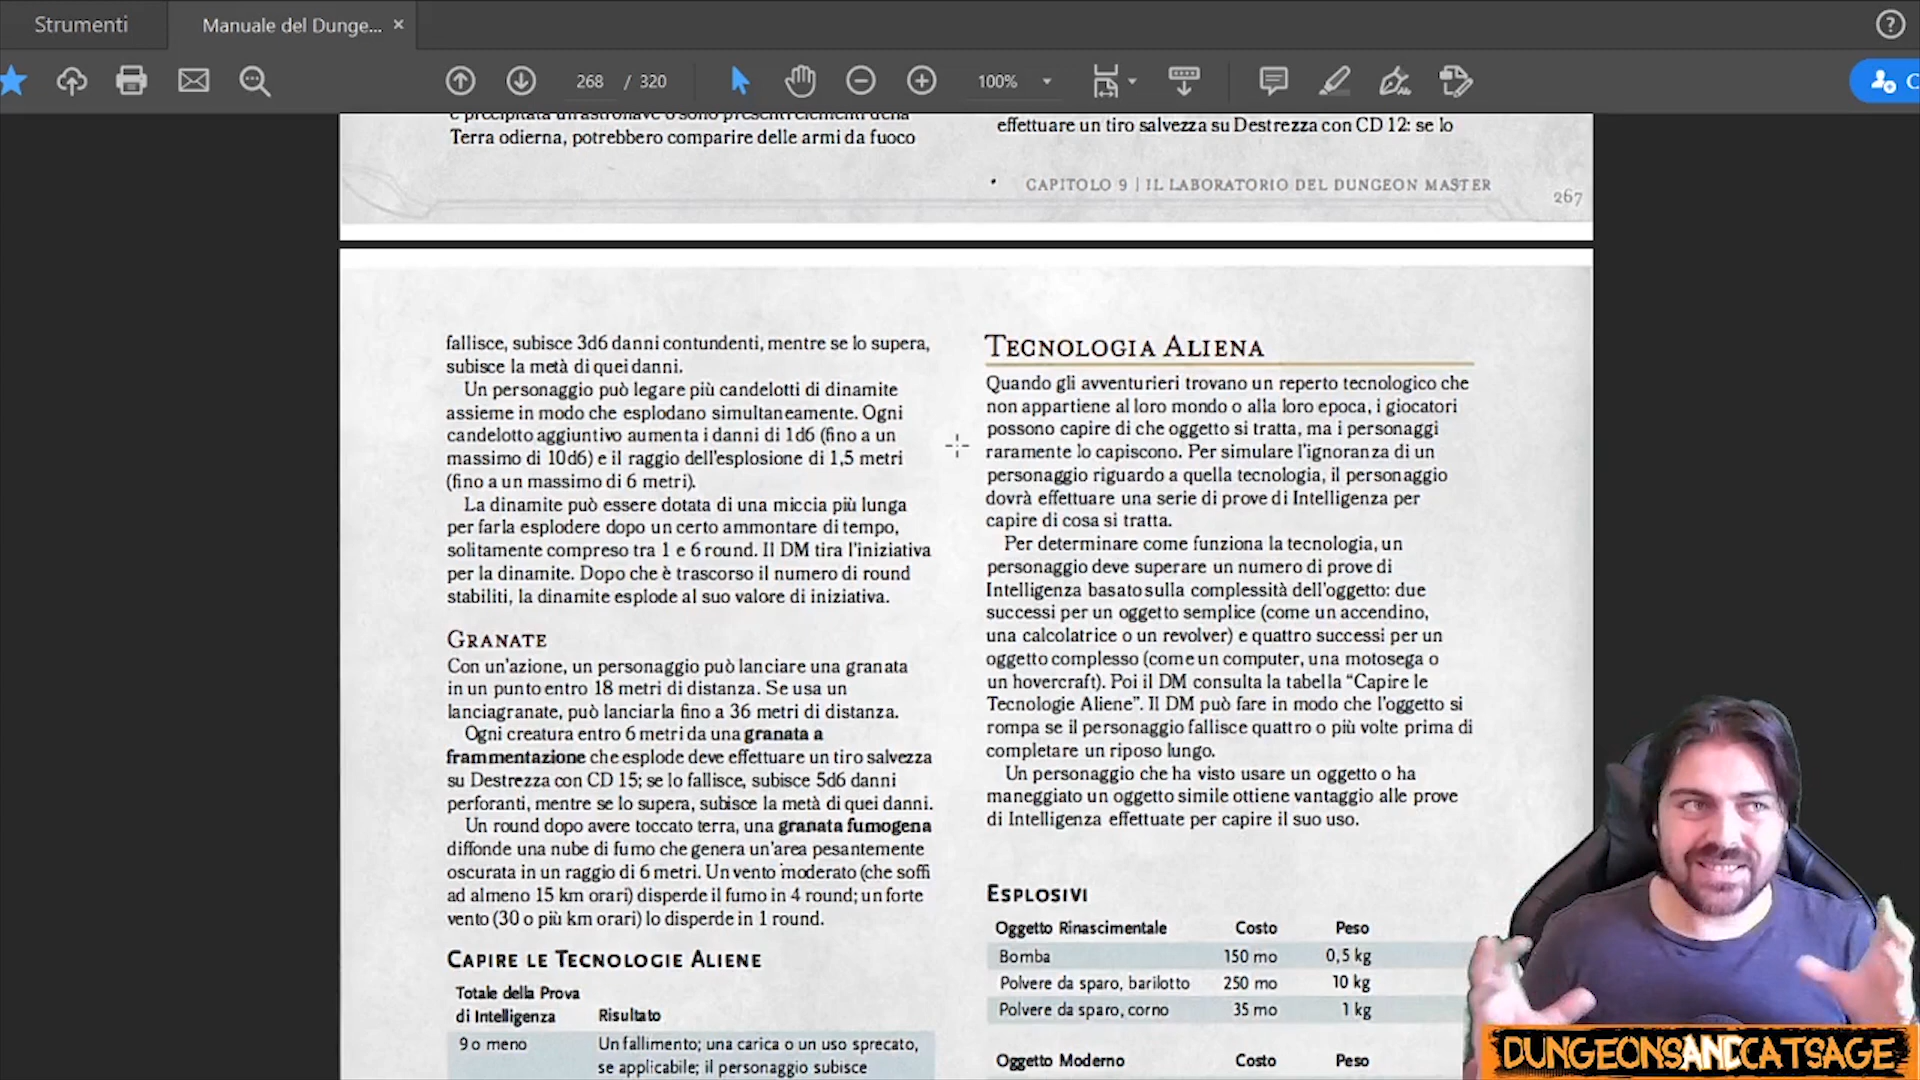 Strumenti
Manuale del Dunge... ×
268 / 320
100%
Terra odierna, potrebbero comparire delle armi da fuoco
effettuare un tiro salvezza su Destrezza con CD 12: se lo
CAPITOLO 9 | IL LABORATORIO DEL DUNGEON MASTER
267
fallisce, subisce 3d6 danni contundenti, mentre se lo supera,
subisce la metà di quei danni.
Un personaggio può legare più candelotti di dinamite
assieme in modo che esplodano simultaneamente. Ogni
candelotto aggiuntivo aumenta i danni di 1d6 (fino a un
massimo di 10d6) e il raggio dell'esplosione di 1,5 metri
(fino a un massimo di 6 metri).
La dinamite può essere dotata di una miccia più lunga
per farla esplodere dopo un certo ammontare di tempo,
solitamente compreso tra 1 e 6 round. Il DM tira l'iniziativa
per la dinamite. Dopo che è trascorso il numero di round
stabiliti, la dinamite esplode al suo valore di iniziativa.
GRANATE
Con un'azione, un personaggio può lanciare una granata
in un punto entro 18 metri di distanza. Se usa un
lanciagranate, può lanciarla fino a 36 metri di distanza.
Ogni creatura entro 6 metri da una granata a
frammentazione che esplode deve effettuare un tiro salvezza
su Destrezza con CD 15; se lo fallisce, subisce 5d6 danni
perforanti, mentre se lo supera, subisce la metà di quei danni.
Un round dopo avere toccato terra, una granata fumogena
diffonde una nube di fumo che genera un'area pesantemente
oscurata in un raggio di 6 metri. Un vento moderato (che soffi
ad almeno 15 km orari) disperde il fumo in 4 round; un forte
vento (30 o più km orari) lo disperde in 1 round.
CAPIRE LE TECNOLOGIE ALIENE
Totale della Prova
di Intelligenza Risultato
9 o meno Un fallimento; una carica o un uso sprecato,
se applicabile; il personaggio subisce
TECNOLOGIA ALIENA
Quando gli avventurieri trovano un reperto tecnologico che
non appartiene al loro mondo o alla loro epoca, i giocatori
possono capire di che oggetto si tratta, ma i personaggi
raramente lo capiscono. Per simulare l'ignoranza di un
personaggio riguardo a quella tecnologia, il personaggio
dovrà effettuare una serie di prove di Intelligenza per
capire di cosa si tratta.
Per determinare come funziona la tecnologia, un
personaggio deve superare un numero di prove di
Intelligenza basato sulla complessità dell'oggetto: due
successi per un oggetto semplice (come un accendino,
una calcolatrice o un revolver) e quattro successi per un
oggetto complesso (come un computer, una motosega o
un hovercraft). Poi il DM consulta la tabella “Capire le
Tecnologie Aliene”. Il DM può fare in modo che l'oggetto si
rompa se il personaggio fallisce quattro o più volte prima di
completare un riposo lungo.
Un personaggio che ha visto usare un oggetto o ha
maneggiato un oggetto simile ottiene vantaggio alle prove
di Intelligenza effettuate per capire il suo uso.
ESPLOSIVI
Oggetto Rinascimentale Costo Peso
Bomba 150 mo 0,5 kg
Polvere da sparo, barilotto 250 mo 10 kg
Polvere da sparo, corno 35 mo 1 kg
Oggetto Moderno Costo Peso
DUNGEONSANDCATSAGE